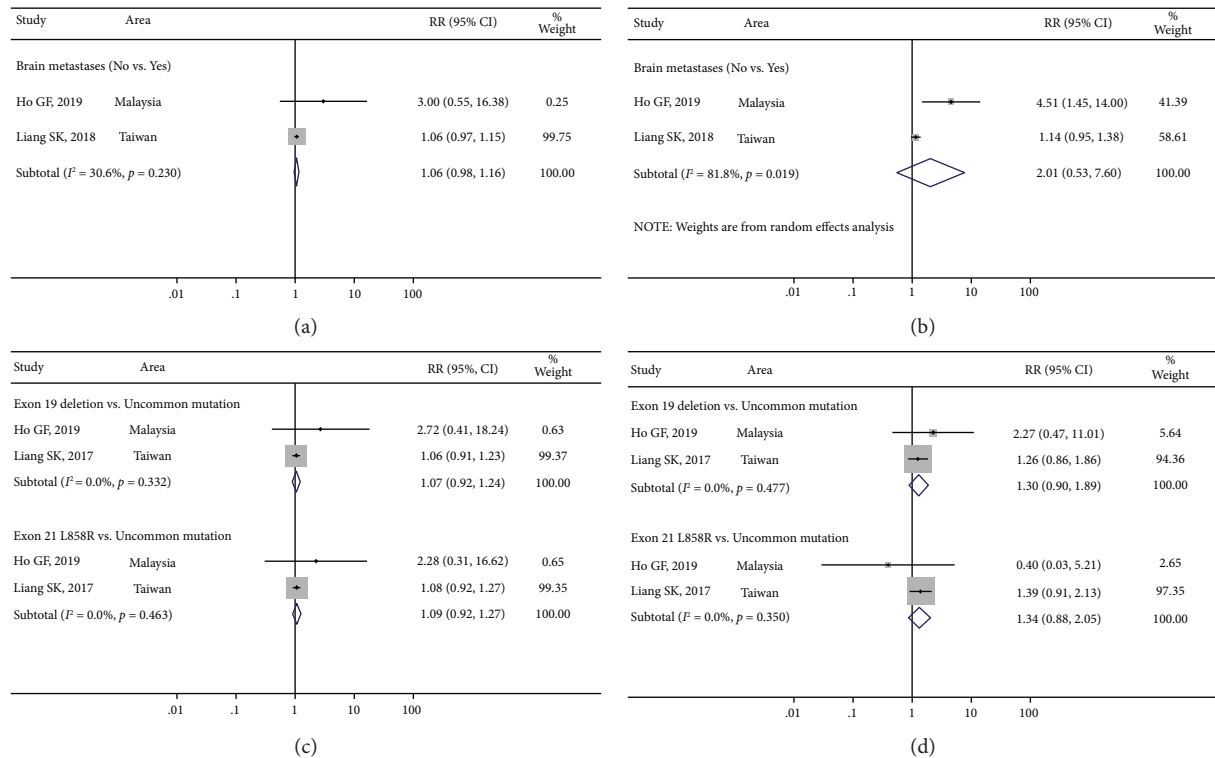 Study Area RR (95% CI) % Weight
Brain metastases (No vs. Yes)
Ho GF, 2019 Malaysia 3.00 (0.55, 16.38) 0.25
Liang SK, 2018 Taiwan 1.06 (0.97, 1.15) 99.75
Subtotal (I² = 30.6%, p = 0.230) 1.06 (0.98, 1.16) 100.00
.01 .1 1 10 100
(a)
Study Area RR (95% CI) % Weight
Brain metastases (No vs. Yes)
Ho GF, 2019 Malaysia 4.51 (1.45, 14.00) 41.39
Liang SK, 2018 Taiwan 1.14 (0.95, 1.38) 58.61
Subtotal (I² = 81.8%, p = 0.019) 2.01 (0.53, 7.60) 100.00
NOTE: Weights are from random effects analysis
.01 .1 1 10 100
(b)
Study Area RR (95%, CI) % Weight
Exon 19 deletion vs. Uncommon mutation
Ho GF, 2019 Malaysia 2.72 (0.41, 18.24) 0.63
Liang SK, 2017 Taiwan 1.06 (0.91, 1.23) 99.37
Subtotal (I² = 0.0%, p = 0.332) 1.07 (0.92, 1.24) 100.00
Exon 21 L858R vs. Uncommon mutation
Ho GF, 2019 Malaysia 2.28 (0.31, 16.62) 0.65
Liang SK, 2017 Taiwan 1.08 (0.92, 1.27) 99.35
Subtotal (I² = 0.0%, p = 0.463) 1.09 (0.92, 1.27) 100.00
.01 .1 1 10 100
(c)
Study Area RR (95% CI) % Weight
Exon 19 deletion vs. Uncommon mutation
Ho GF, 2019 Malaysia 2.27 (0.47, 11.01) 5.64
Liang SK, 2017 Taiwan 1.26 (0.86, 1.86) 94.36
Subtotal (I² = 0.0%, p = 0.477) 1.30 (0.90, 1.89) 100.00
Exon 21 L858R vs. Uncommon mutation
Ho GF, 2019 Malaysia 0.40 (0.03, 5.21) 2.65
Liang SK, 2017 Taiwan 1.39 (0.91, 2.13) 97.35
Subtotal (I² = 0.0%, p = 0.350) 1.34 (0.88, 2.05) 100.00
.01 .1 1 10 100
(d)